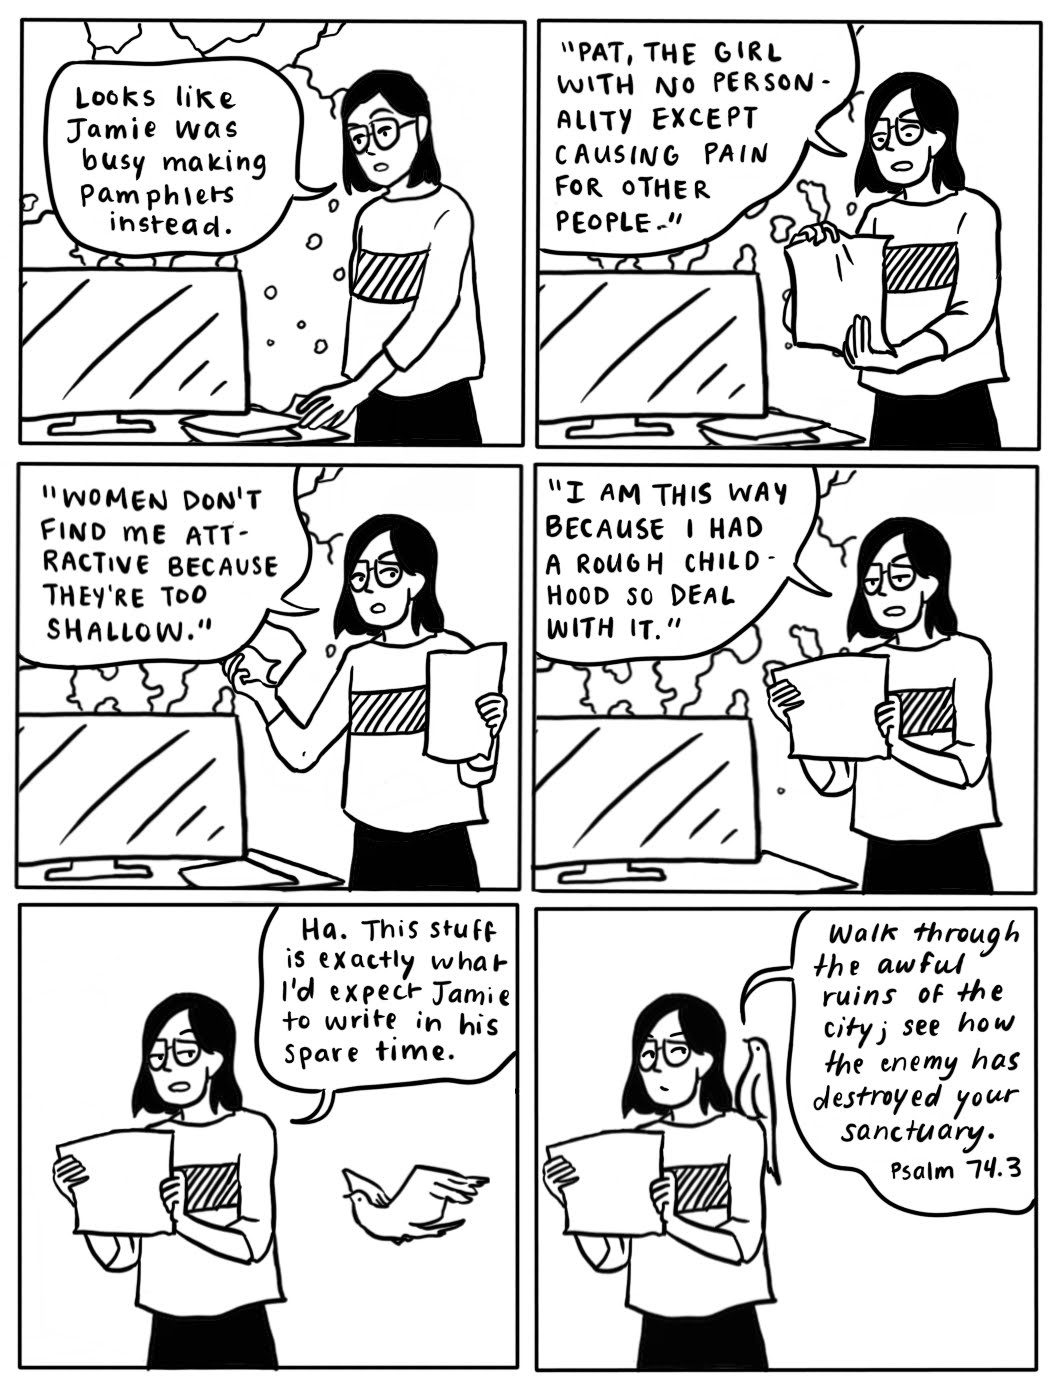 Looks like
Jamie was
busy making
Pamphlets
instead.
"PAT, THE GIRL
WITH NO PERSON-
ALITY EXCEPT
CAUSING PAIN
FOR OTHER
PEOPLE."
"WOMEN DON'T
FIND ME ATT-
RACTIVE BECAUSE
THEY'RE TOO
SHALLOW."
"I AM THIS WAY
BECAUSE I HAD
A ROUGH CHILD-
HOOD SO DEAL
WITH IT."
Ha. This stuff
is exactly what
I'd expect Jamie
to write in his
spare time.
Walk through
the awful
ruins of the
city; see how
the enemy has
destroyed your
sanctuary.
Psalm 74.3